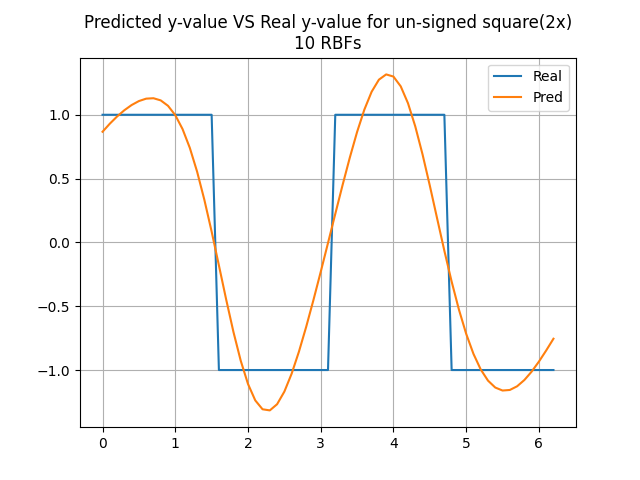 Predicted y-value VS Real y-value for un-signed square(2x)
10 RBFs
Real
Pred
1.0
0.5
0.0
−0.5
−1.0
0 1 2 3 4 5 6